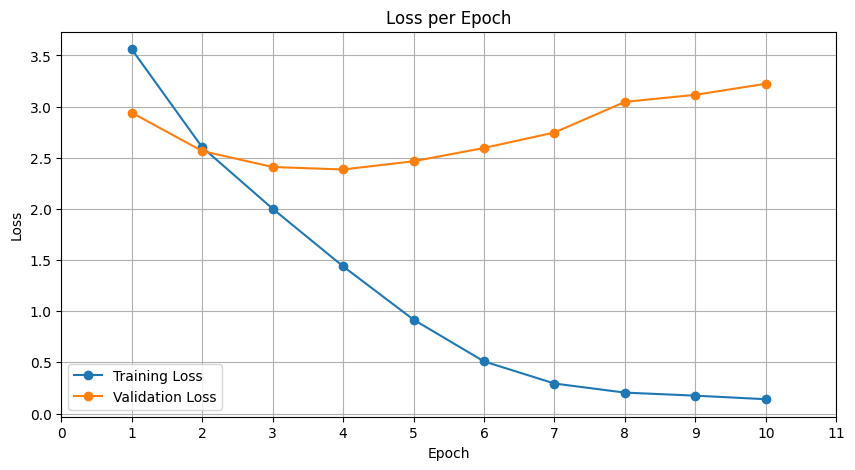 Loss per Epoch
3.5
3.0
2.5
2.0
1.5
1.0
0.5
0.0
Loss
Training Loss
Validation Loss
0 1 2 3 4 5 6 7 8 9 10 11
Epoch